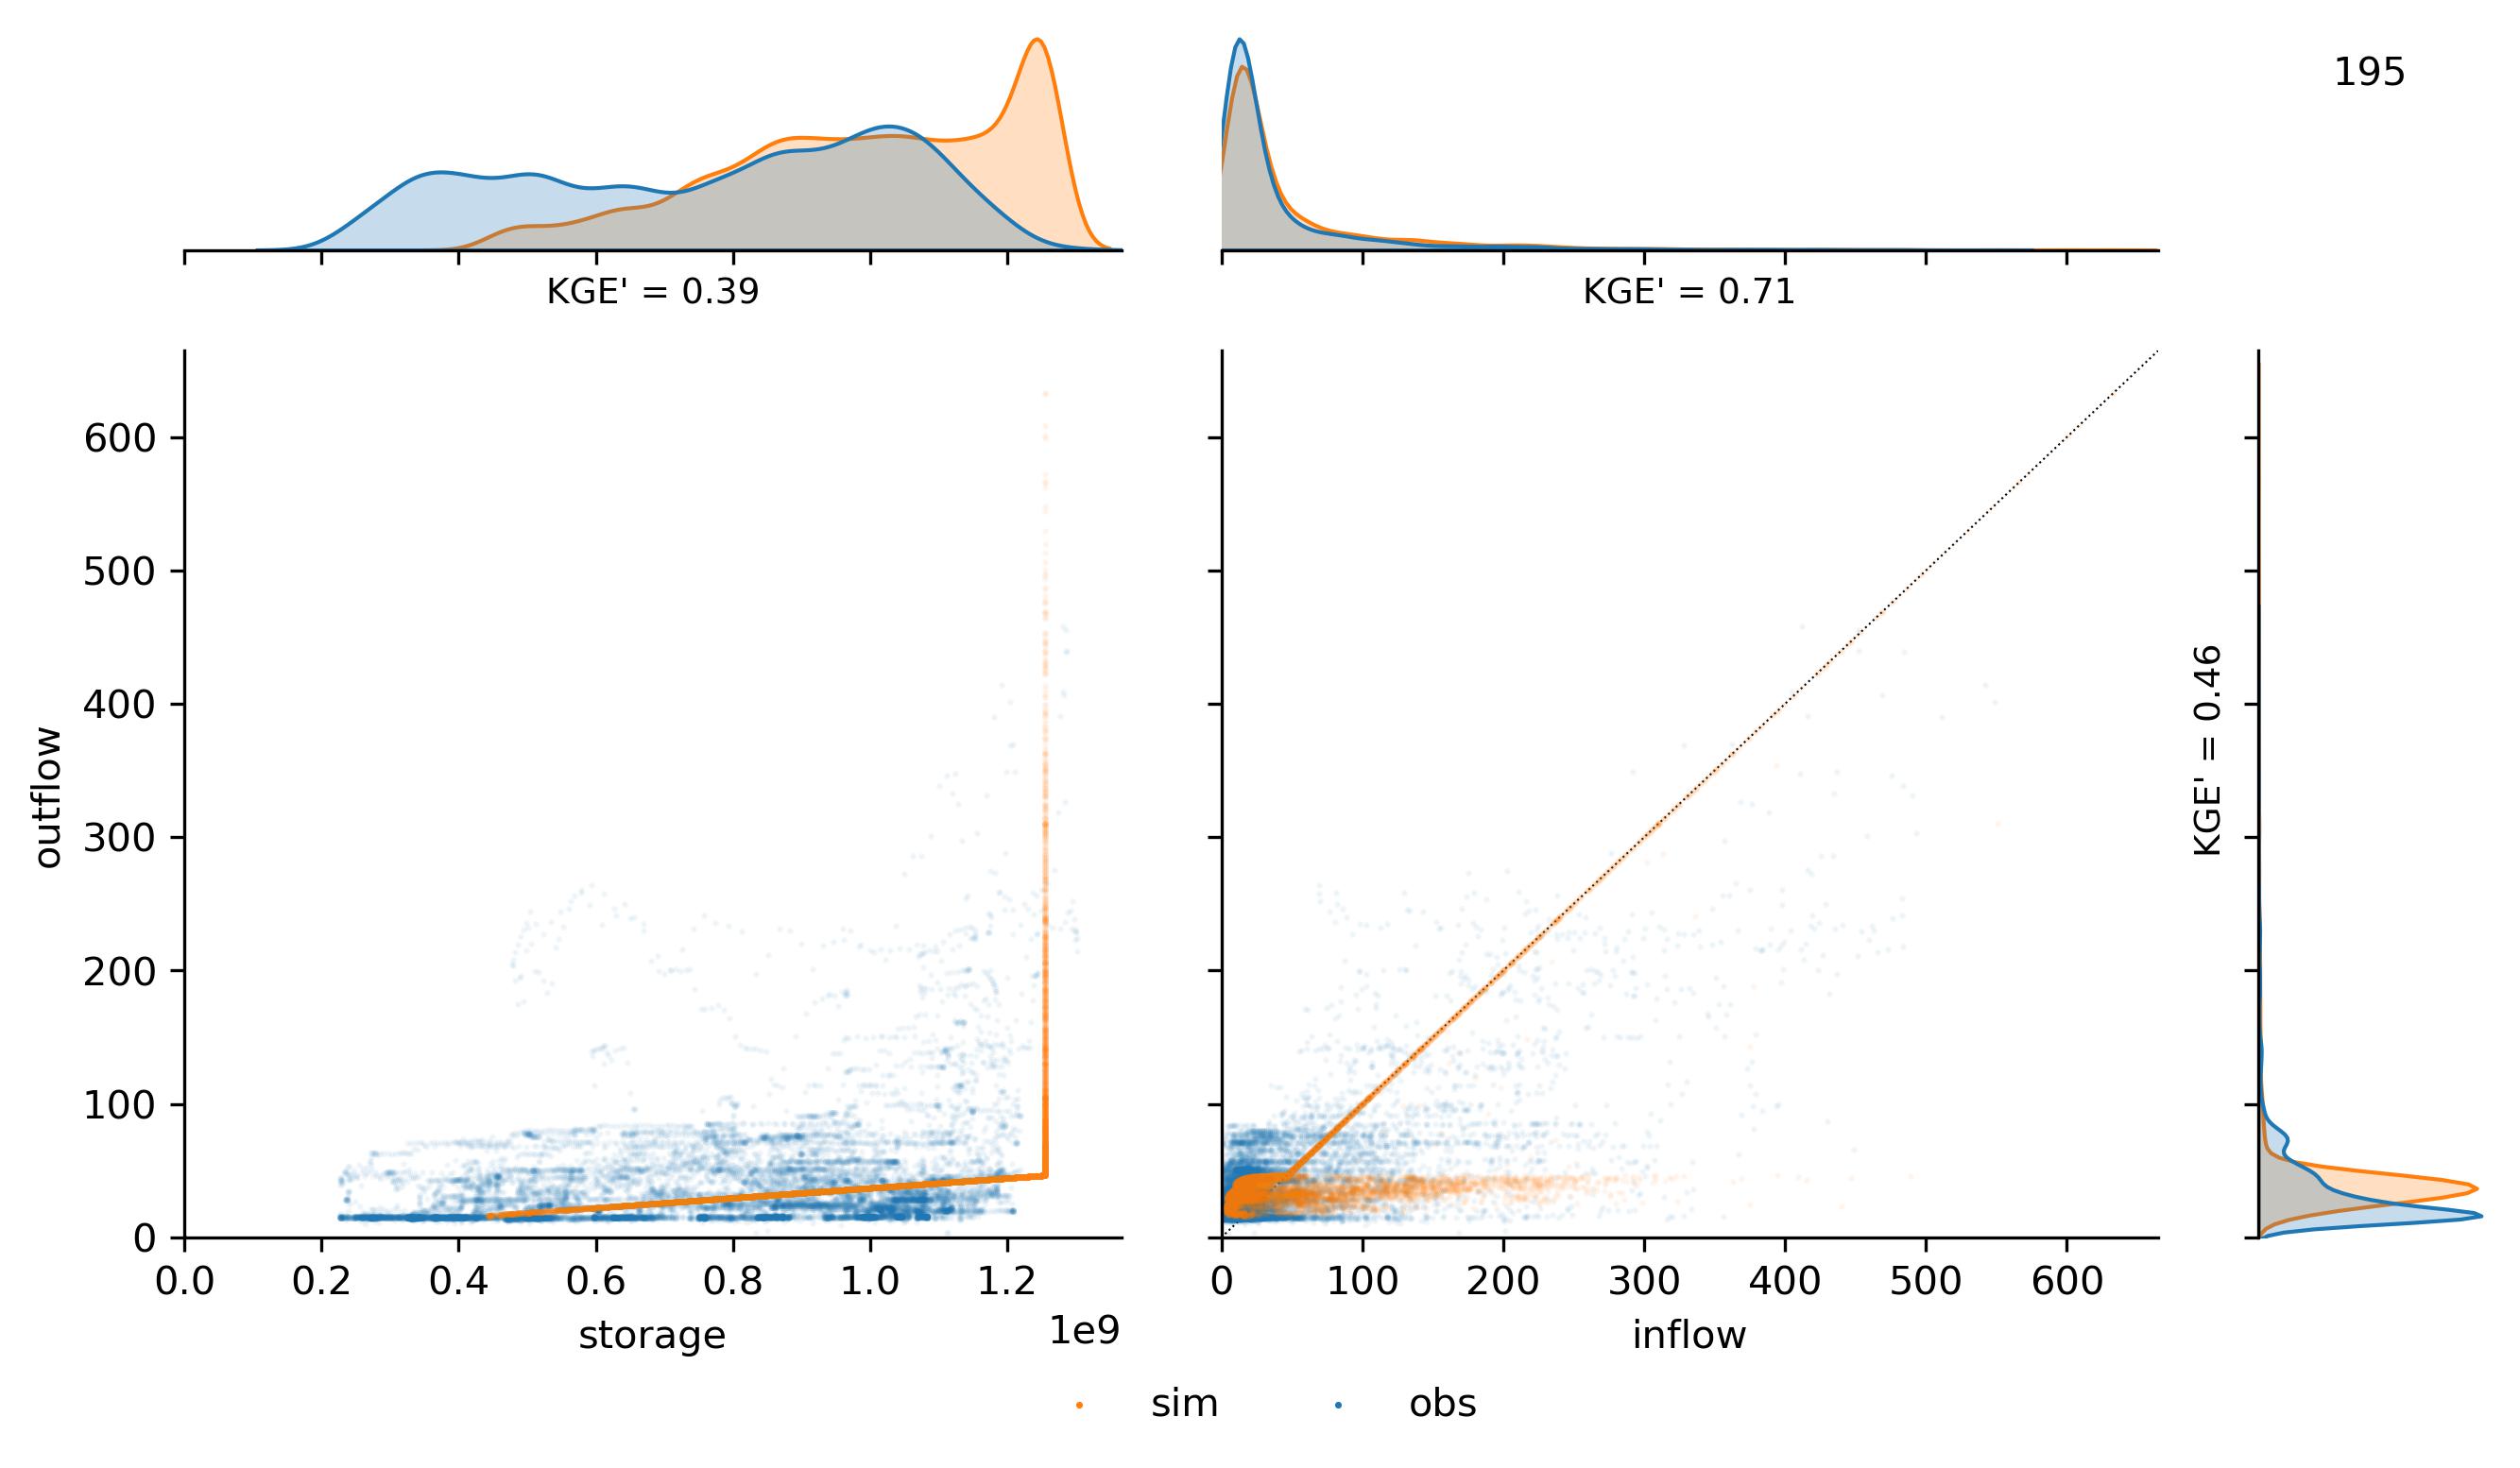 195
KGE' = 0.39
KGE' = 0.71
outflow
600
500
400
300
200
100
0
KGE' = 0.46
0.0 0.2 0.4 0.6 0.8 1.0 1.2
1e9
storage
0 100 200 300 400 500 600
inflow
sim obs